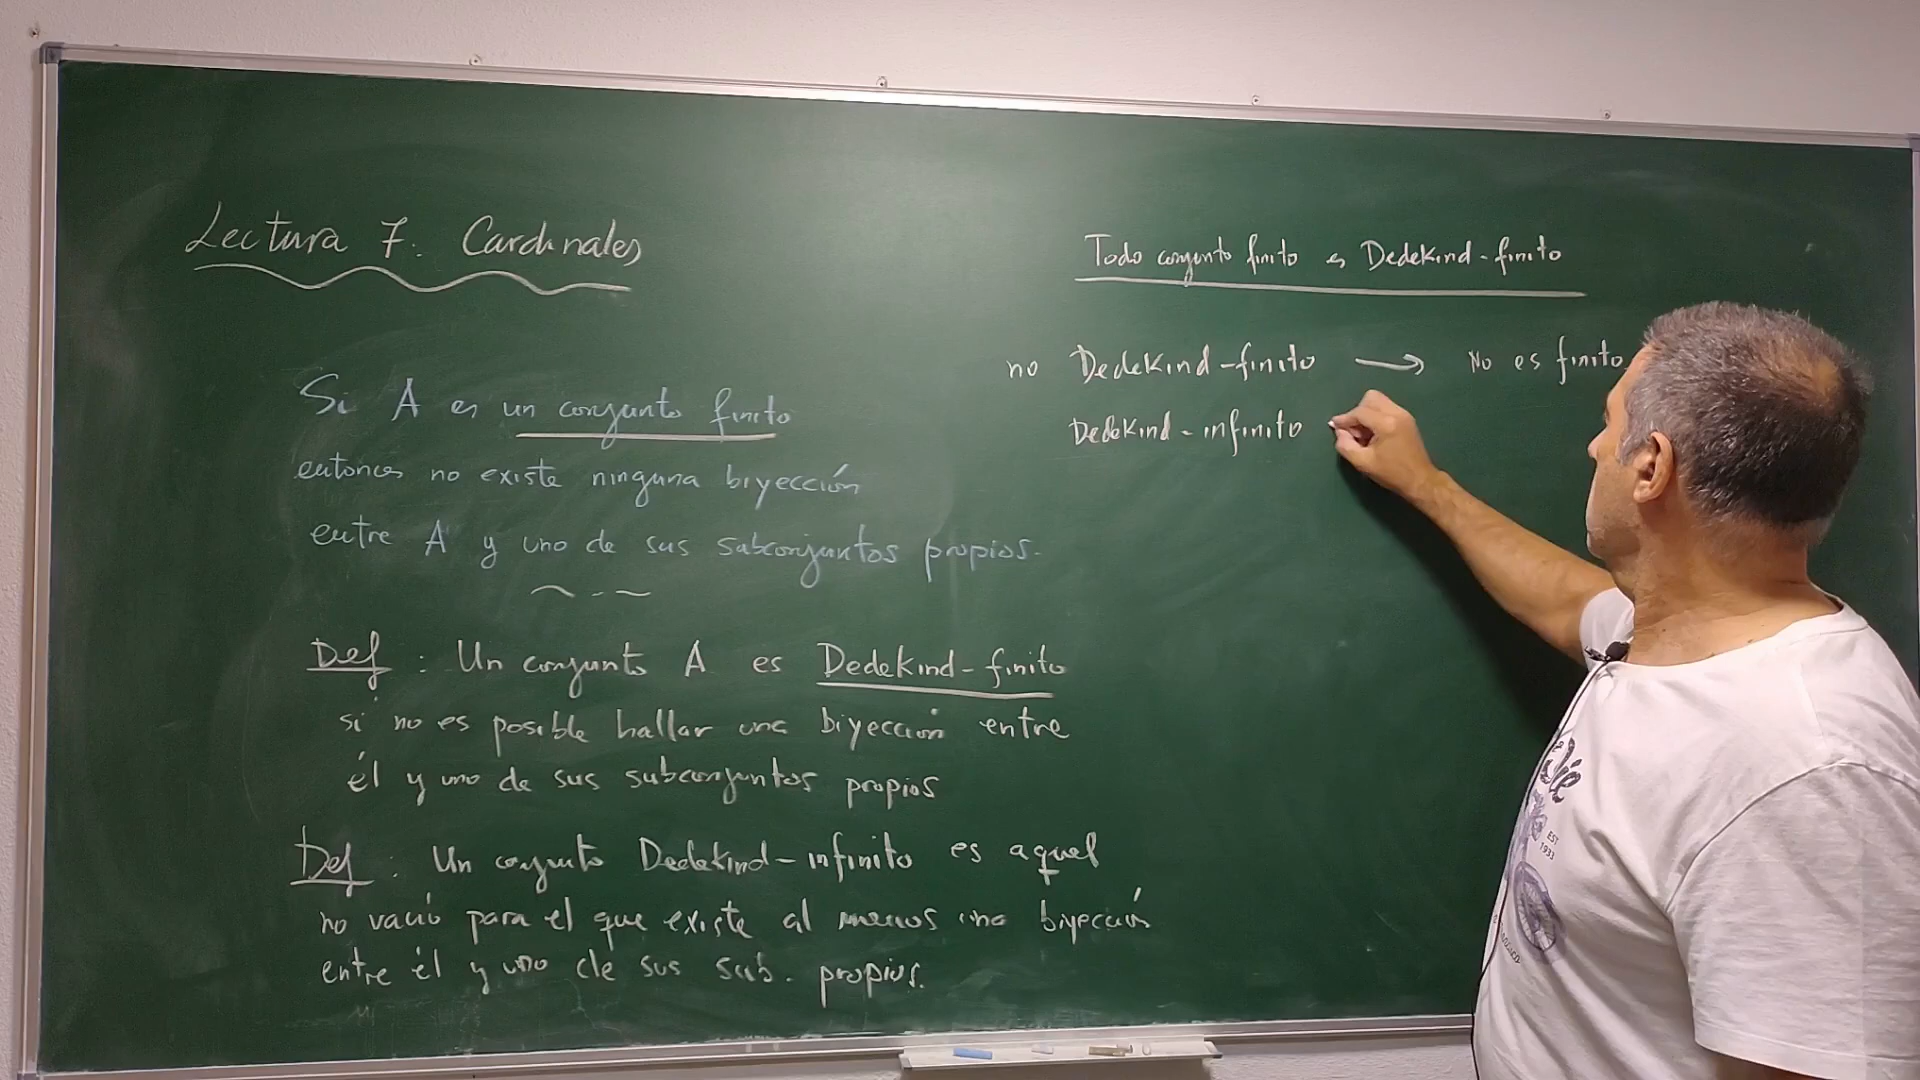 Lectura 7: Cardinales
Si A es un conjunto finito
entonces no existe ninguna biyección
entre A y uno de sus subconjuntos propios.
Def : Un conjunto A es Dedekind-finito
si no es posible hallar una biyección entre
él y uno de sus subconjuntos propios
Def : Un conjunto Dedekind-infinito es aquel
no vacío para el que existe al menos una biyección
entre él y uno de sus sub. propios.
Todo conjunto finito es Dedekind-finito
no Dedekind-finito → No es finito
Dedekind-infinito
EST
1933